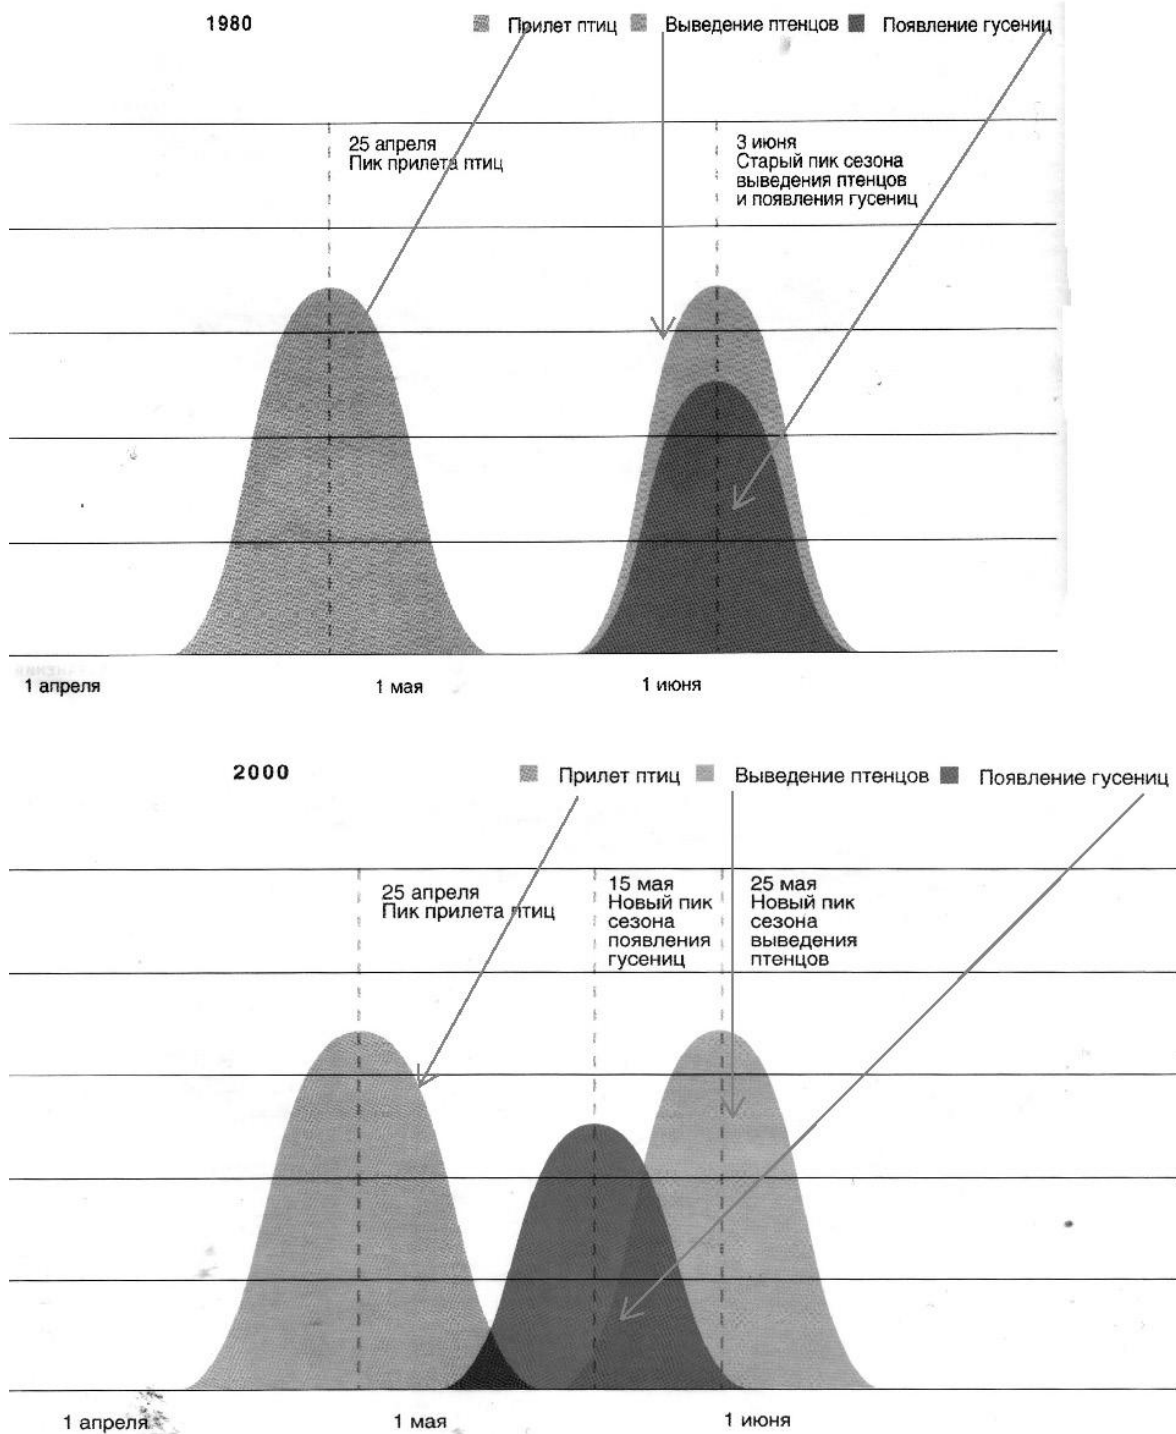 1980
Прилет птиц Выведение птенцов Появление гусениц
25 апреля
Пик прилета птиц
3 июня
Старый пик сезона
выведения птенцов
и появления гусениц
1 апреля 1 мая 1 июня
2000
Прилет птиц Выведение птенцов Появление гусениц
25 апреля
Пик прилета птиц
15 мая
Новый пик
сезона
появления
гусениц
25 мая
Новый пик
сезона
выведения
птенцов
1 апреля 1 мая 1 июня